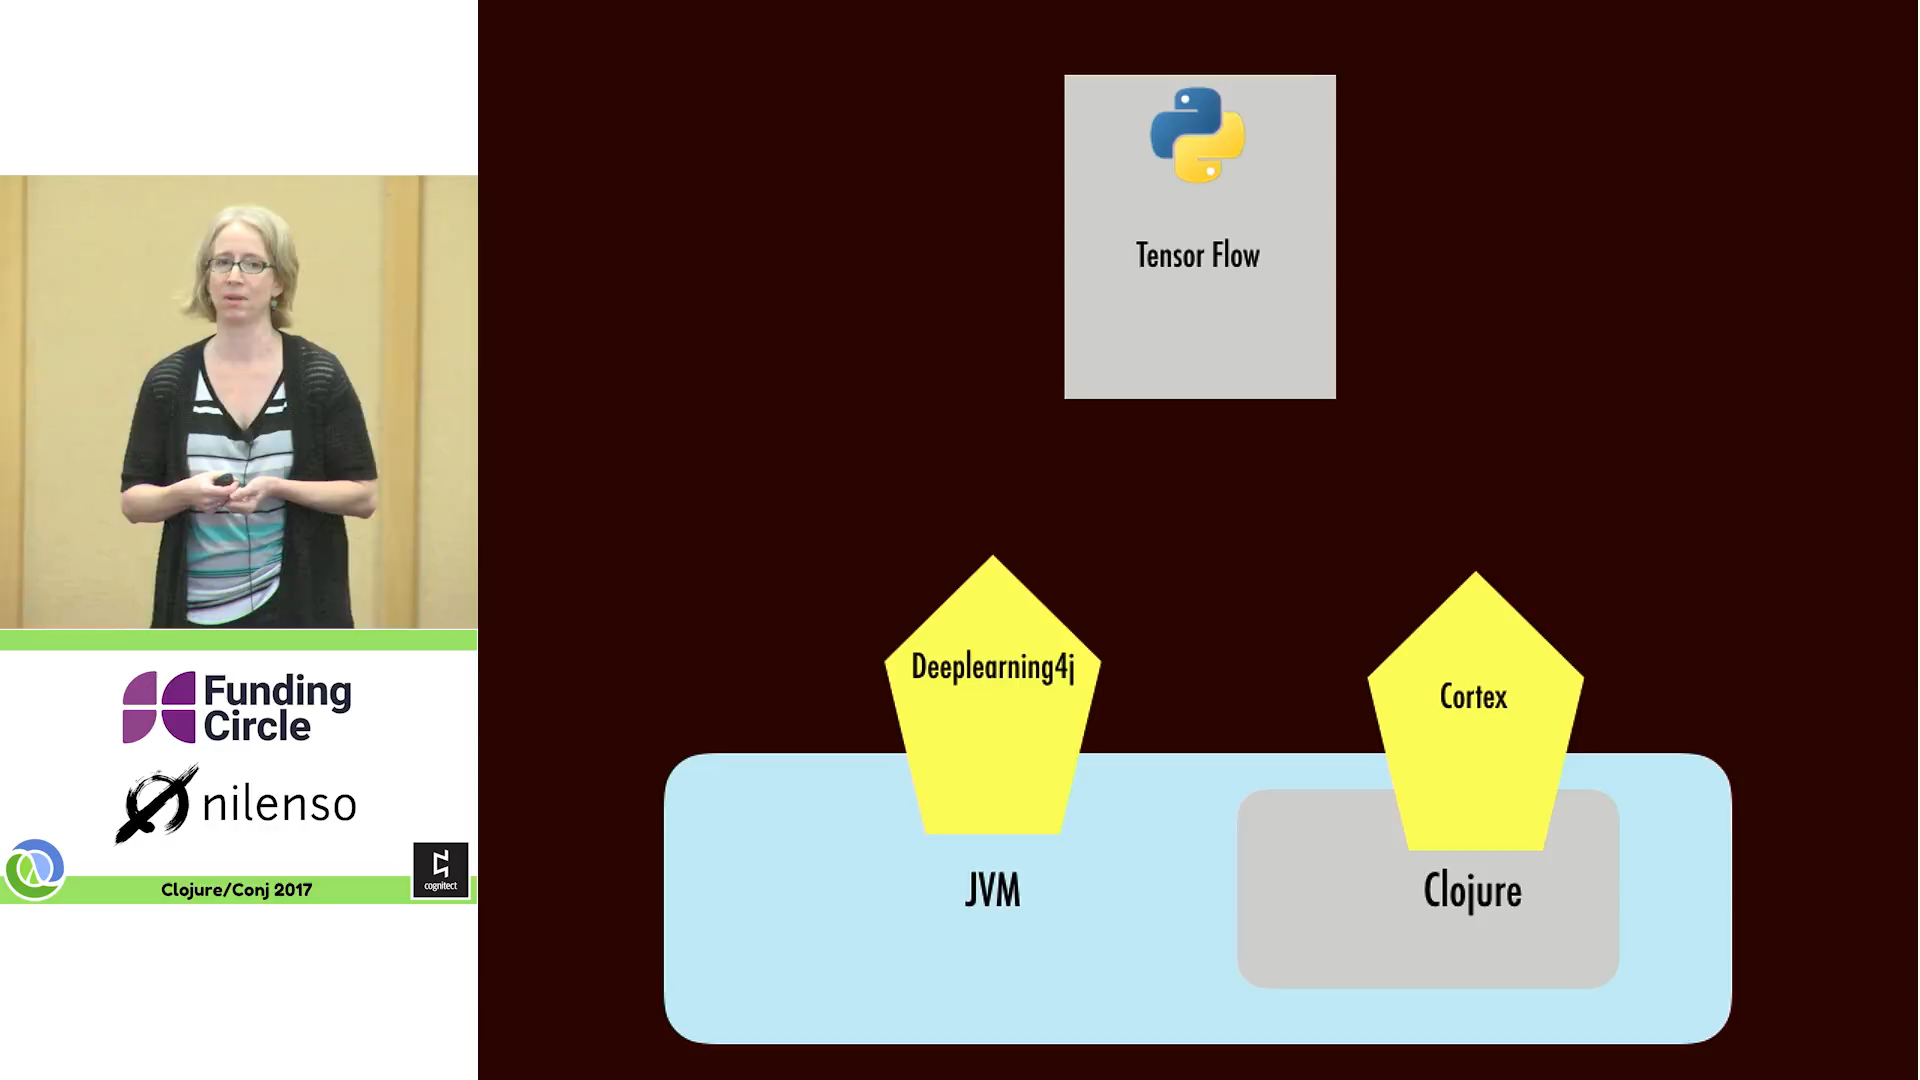 Tensor Flow
Deeplearning4j
Cortex
JVM
Clojure
Funding
Circle
nilenso
cognitect
Clojure/Conj 2017